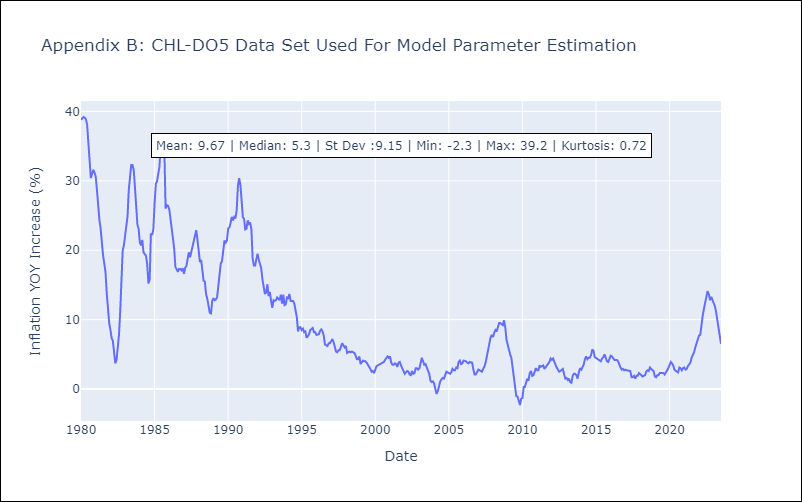 Appendix B: CHL-DO5 Data Set Used For Model Parameter Estimation
Mean: 9.67 | Median: 5.3 | St Dev :9.15 | Min: -2.3 | Max: 39.2 | Kurtosis: 0.72
Inflation YOY Increase (%)
40
30
20
10
0
1980 1985 1990 1995 2000 2005 2010 2015 2020
Date